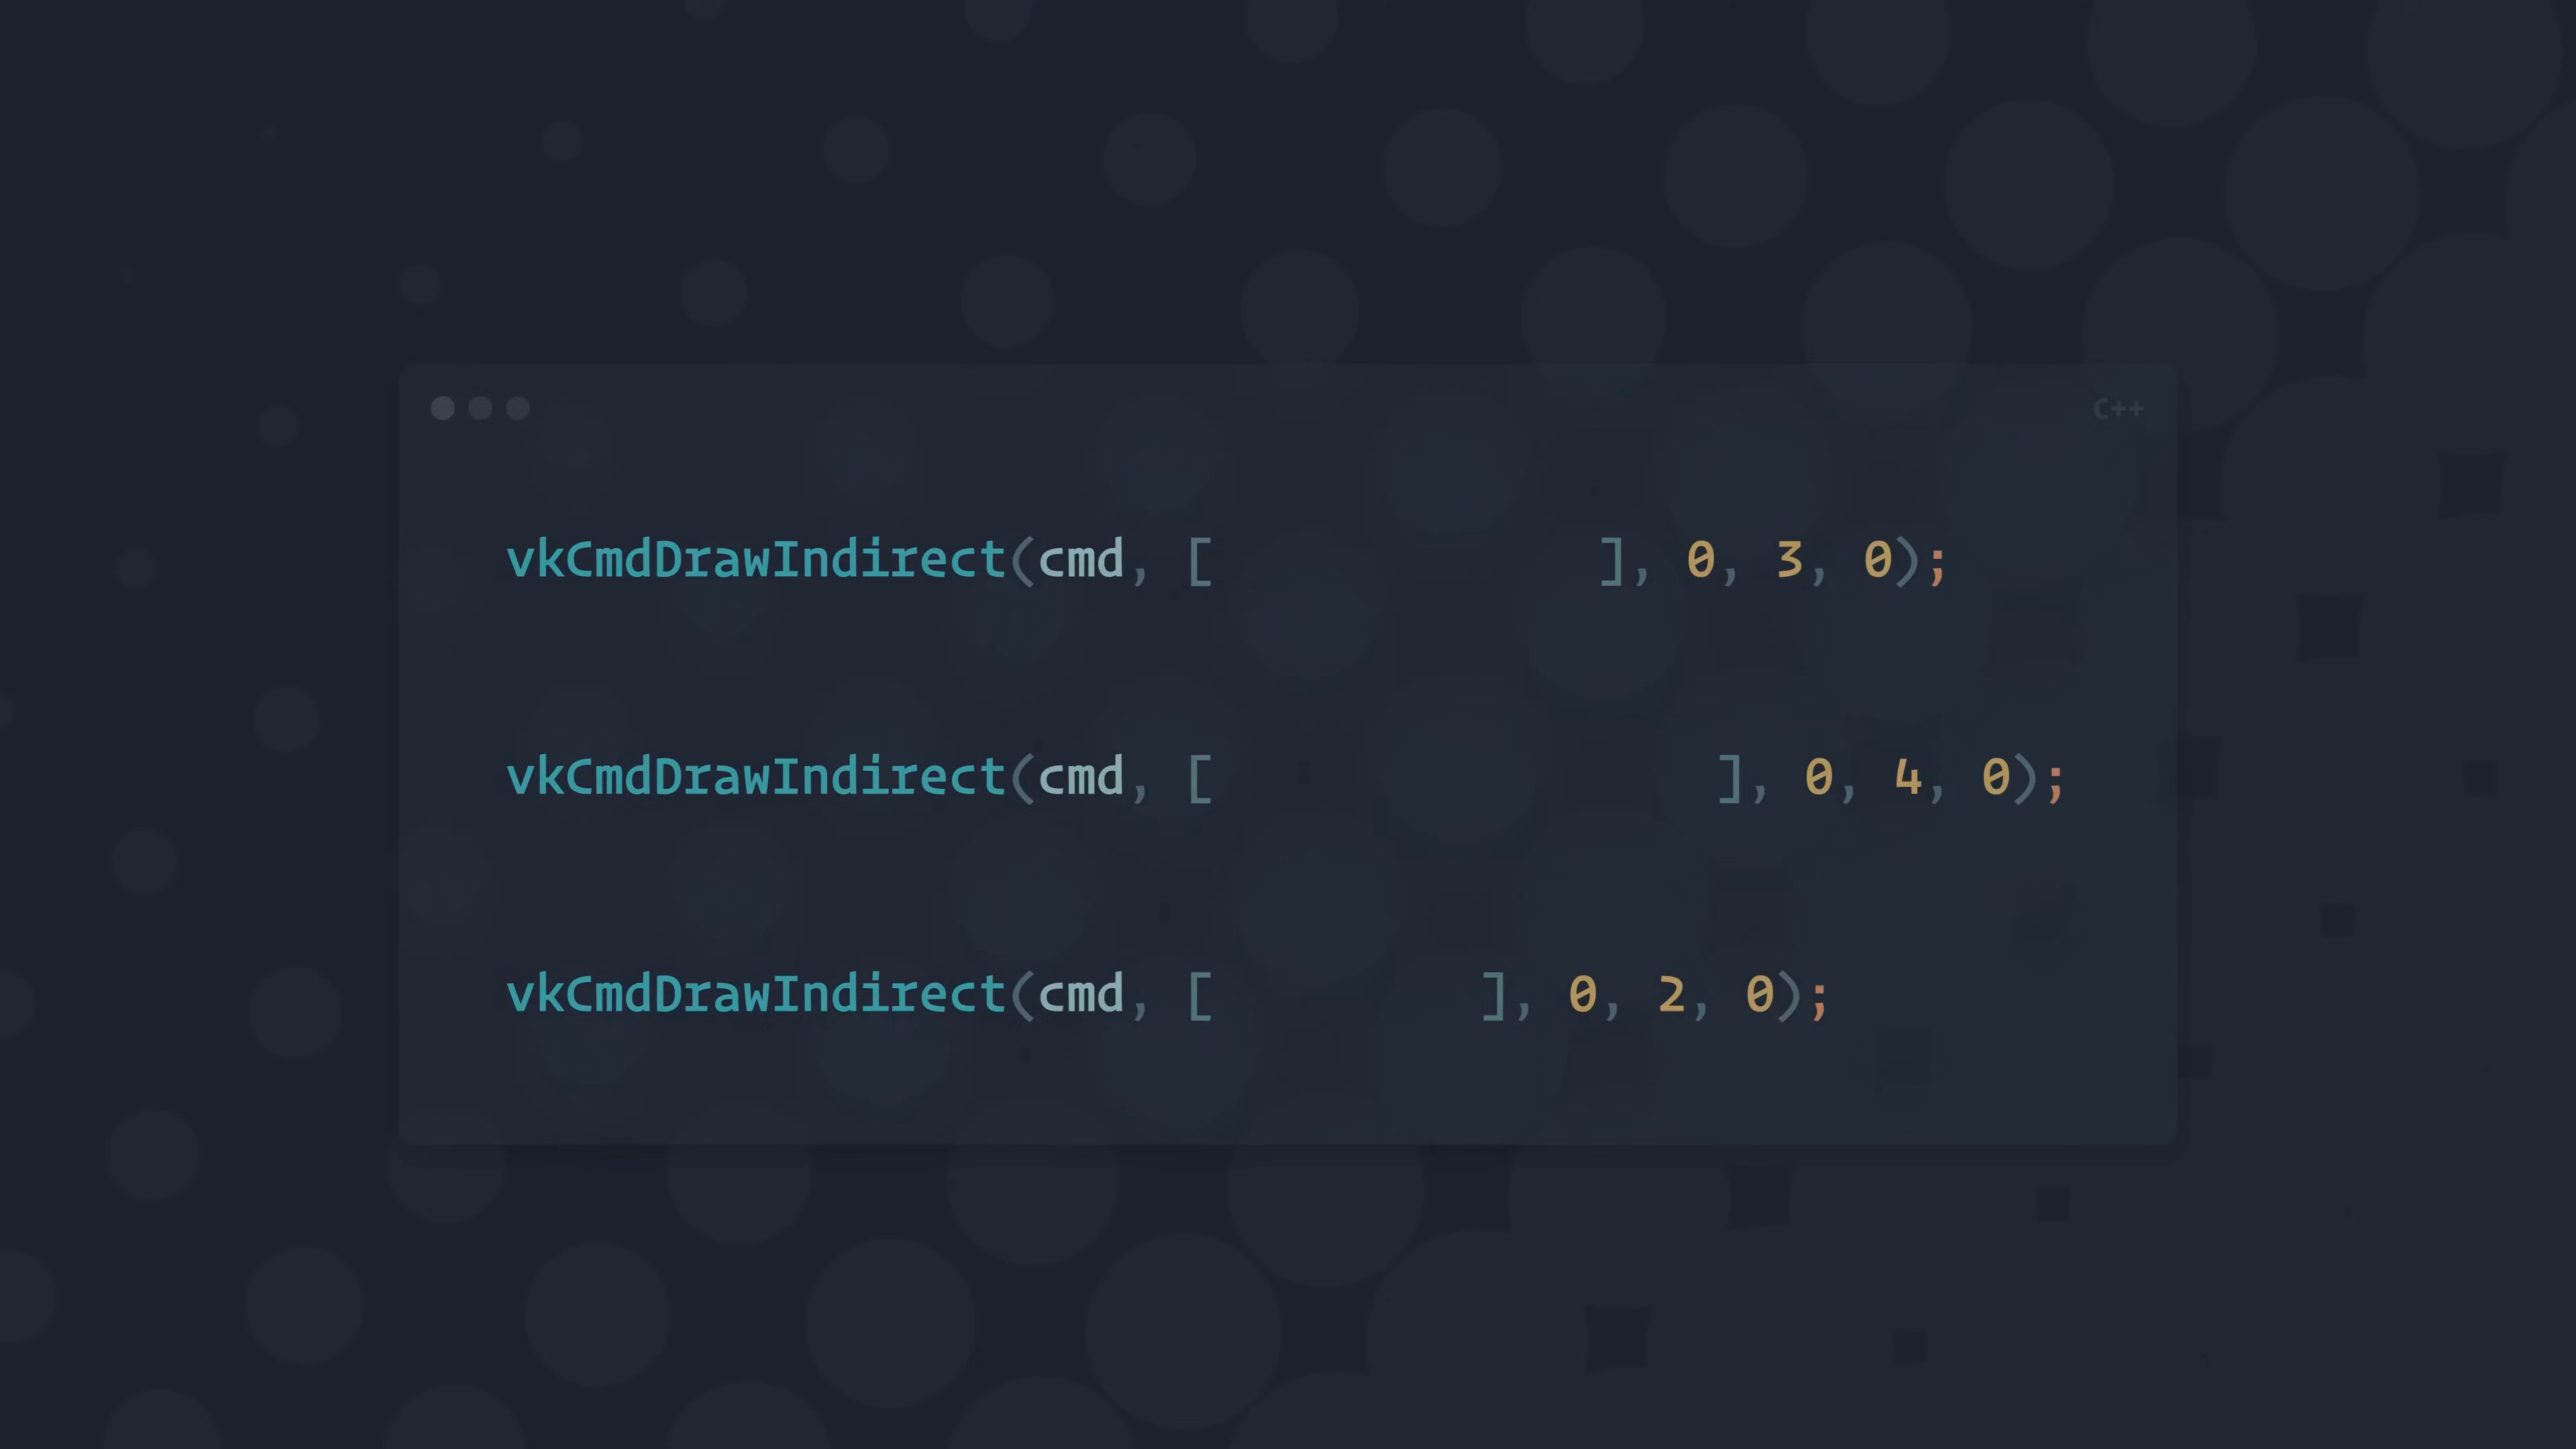 C++
vkCmdDrawIndirect(cmd, [             ], 0, 3, 0);
vkCmdDrawIndirect(cmd, [                 ], 0, 4, 0);
vkCmdDrawIndirect(cmd, [         ], 0, 2, 0);